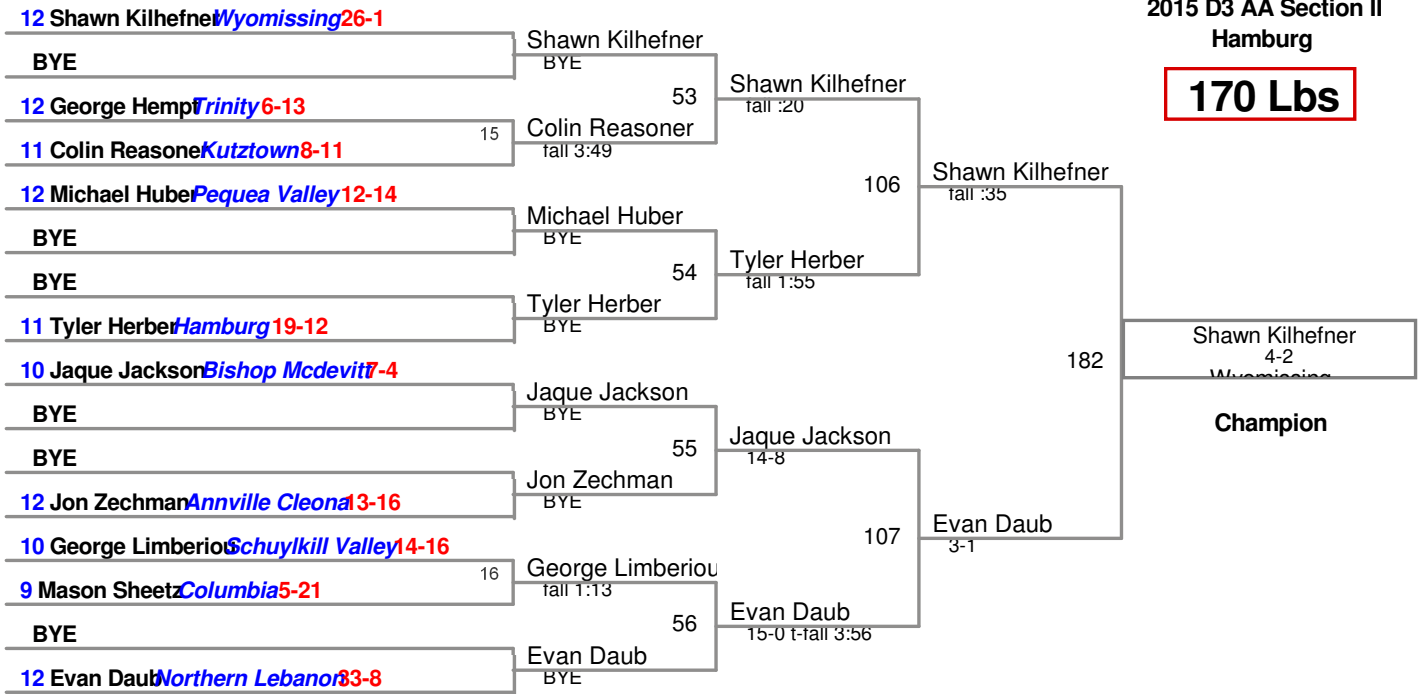 2015 D3 AA Section II
Hamburg
170 Lbs
12 Shawn Kilhefner Wyomissing 26-1
BYE
12 George Hempt Trinity 6-13
11 Colin Reasoner Kutztown 8-11
12 Michael Huber Pequea Valley 12-14
BYE
BYE
11 Tyler Herber Hamburg 19-12
10 Jaque Jackson Bishop Mcdevitt 7-4
BYE
BYE
12 Jon Zechman Annville Cleona 13-16
10 George Limberiou Schuylkill Valley 14-16
9 Mason Sheetz Columbia 5-21
BYE
12 Evan Daub Northern Lebanon 33-8
Shawn Kilhefner
BYE
15
Colin Reasoner
fall 3:49
Michael Huber
BYE
Tyler Herber
BYE
Jaque Jackson
BYE
Jon Zechman
BYE
16
George Limberiou
fall 1:13
Evan Daub
BYE
53
Shawn Kilhefner
fall :20
54
Tyler Herber
fall 1:55
55
Jaque Jackson
14-8
56
Evan Daub
15-0 t-fall 3:56
106
Shawn Kilhefner
fall :35
107
Evan Daub
3-1
182
Shawn Kilhefner
4-2
Wyomissing
Champion